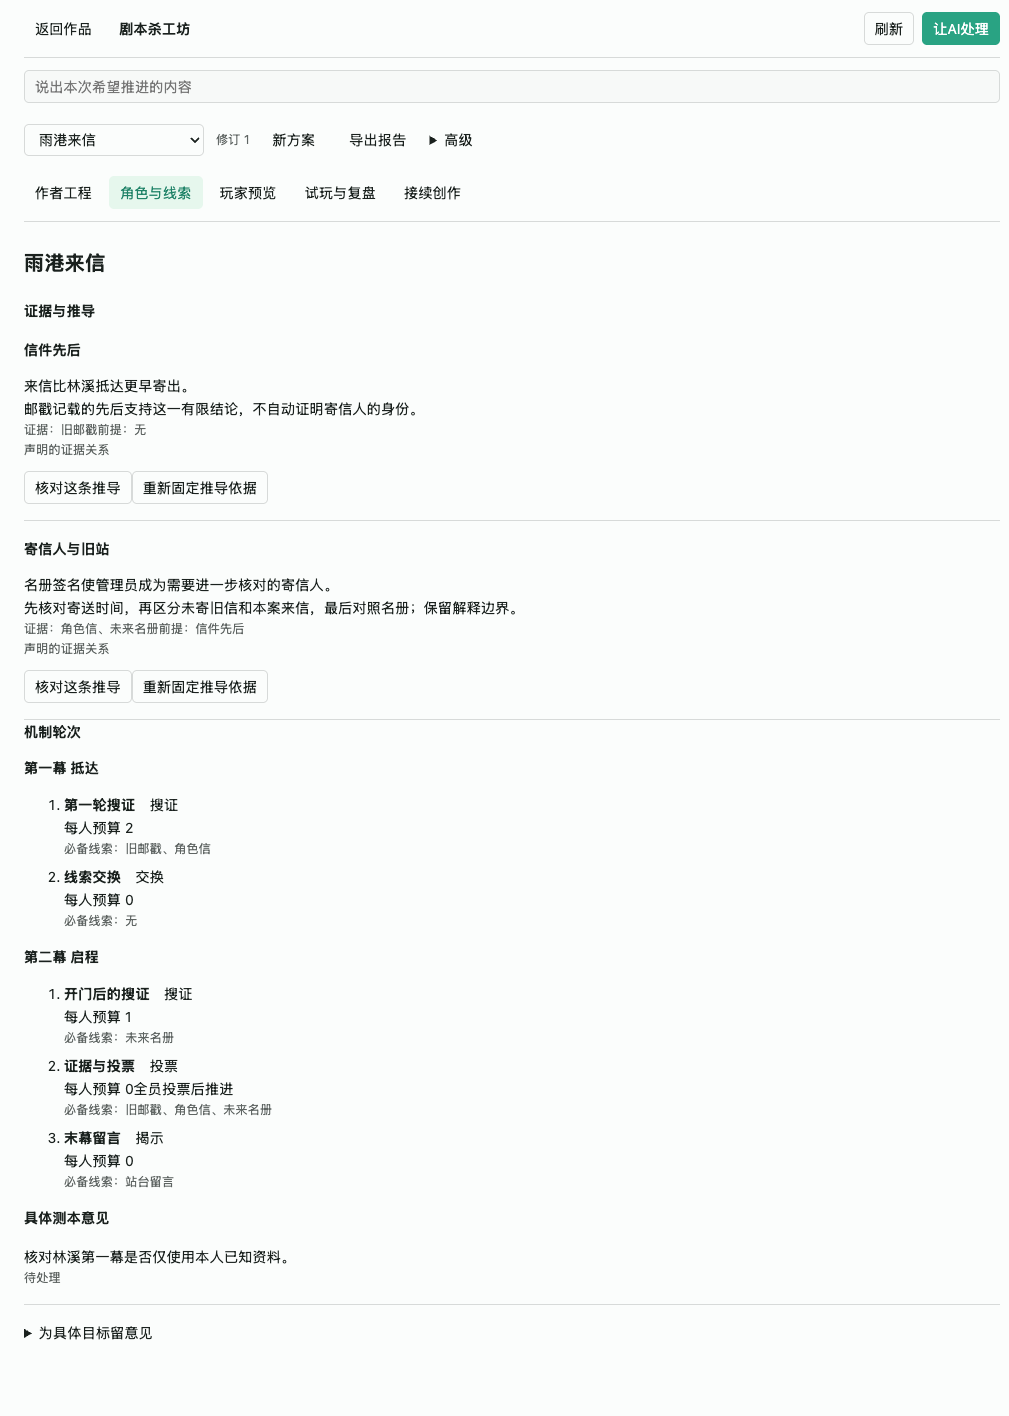 返回作品 剧本杀工坊 刷新 让AI处理
说出本次希望推进的内容
雨港来信 修订 1 新方案 导出报告 ▶ 高级
作者工程 角色与线索 玩家预览 试玩与复盘 接续创作
雨港来信
证据与推导
信件先后
来信比林溪抵达更早寄出。
邮戳记载的先后支持这一有限结论，不自动证明寄信人的身份。
证据：旧邮戳前提：无
声明的证据关系
核对这条推导 重新固定推导依据
寄信人与旧站
名册签名使管理员成为需要进一步核对的寄信人。
先核对寄送时间，再区分未寄旧信和本案来信，最后对照名册；保留解释边界。
证据：角色信、未来名册前提：信件先后
声明的证据关系
核对这条推导 重新固定推导依据
机制轮次
第一幕 抵达
1. 第一轮搜证 搜证
每人预算 2
必备线索：旧邮戳、角色信
2. 线索交换 交换
每人预算 0
必备线索：无
第二幕 启程
1. 开门后的搜证 搜证
每人预算 1
必备线索：未来名册
2. 证据与投票 投票
每人预算 0全员投票后推进
必备线索：旧邮戳、角色信、未来名册
3. 末幕留言 揭示
每人预算 0
必备线索：站台留言
具体测本意见
核对林溪第一幕是否仅使用本人已知资料。
待处理
▶ 为具体目标留意见